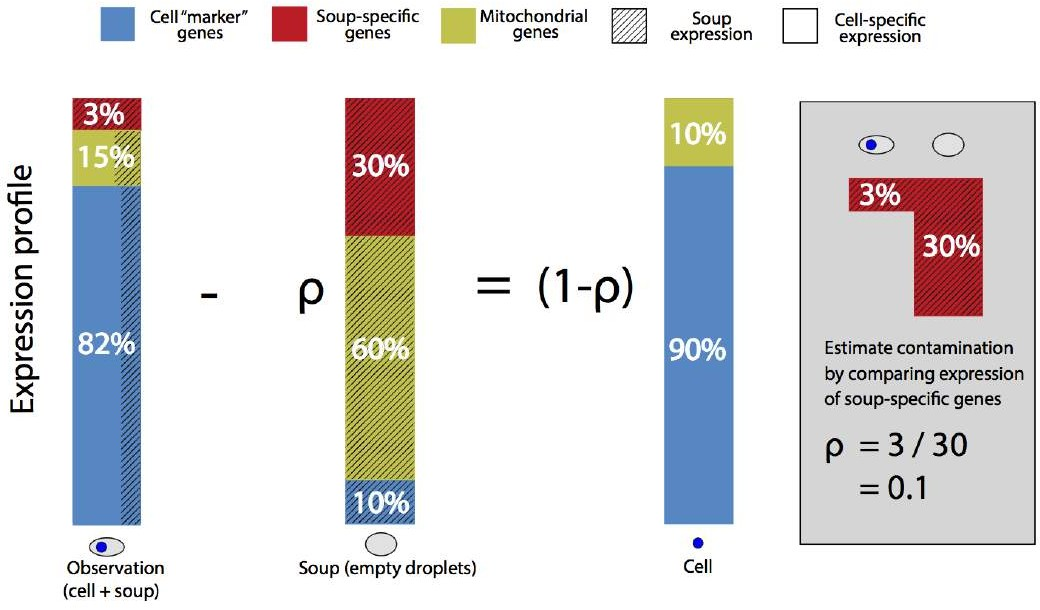 Cell “marker”
genes
Soup-specific
genes
Mitochondrial
genes
Soup
expression
Cell-specific
expression
Expression profile
3%
15%
82%
Observation
(cell + soup)
-
ρ
30%
60%
10%
Soup (empty droplets)
= (1-ρ)
10%
90%
Cell
3%
30%
Estimate contamination
by comparing expression
of soup-specific genes
ρ = 3 / 30
= 0.1